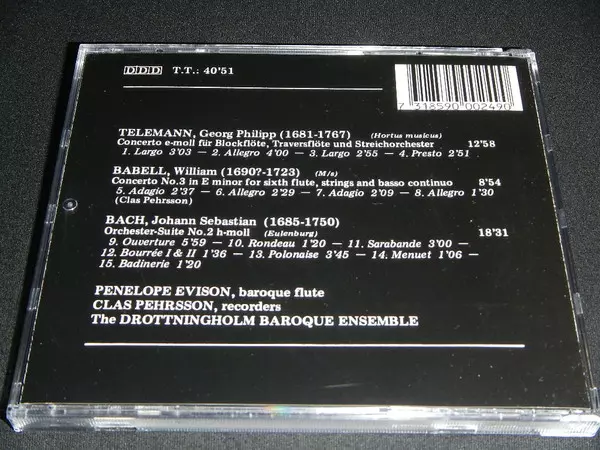 DDD T.T.: 40'51
7 318590 002490
TELEMANN, Georg Philipp (1681-1767) (Hortus musicus)
Concerto e-moll für Blockflöte, Traversflöte und Streichorchester 12'58
1. Largo 3'03 – 2. Allegro 4'00 – 3. Largo 2'55 – 4. Presto 2'51
BABELL, William (1690?-1723) (M/s)
Concerto No.3 in E minor for sixth flute, strings and basso continuo 8'54
5. Adagio 2'37 – 6. Allegro 2'29 – 7. Adagio 2'09 – 8. Allegro 1'30
(Clas Pehrsson)
BACH, Johann Sebastian (1685-1750)
Orchester-Suite No.2 h-moll (Eulenburg) 18'31
9. Ouverture 5'59 – 10. Rondeau 1'20 – 11. Sarabande 3'00 –
12. Bourrée I & II 1'36 – 13. Polonaise 3'45 – 14. Menuet 1'06 –
15. Badinerie 1'20
PENELOPE EVISON, baroque flute
CLAS PEHRSSON, recorders
The DROTTNINGHOLM BAROQUE ENSEMBLE